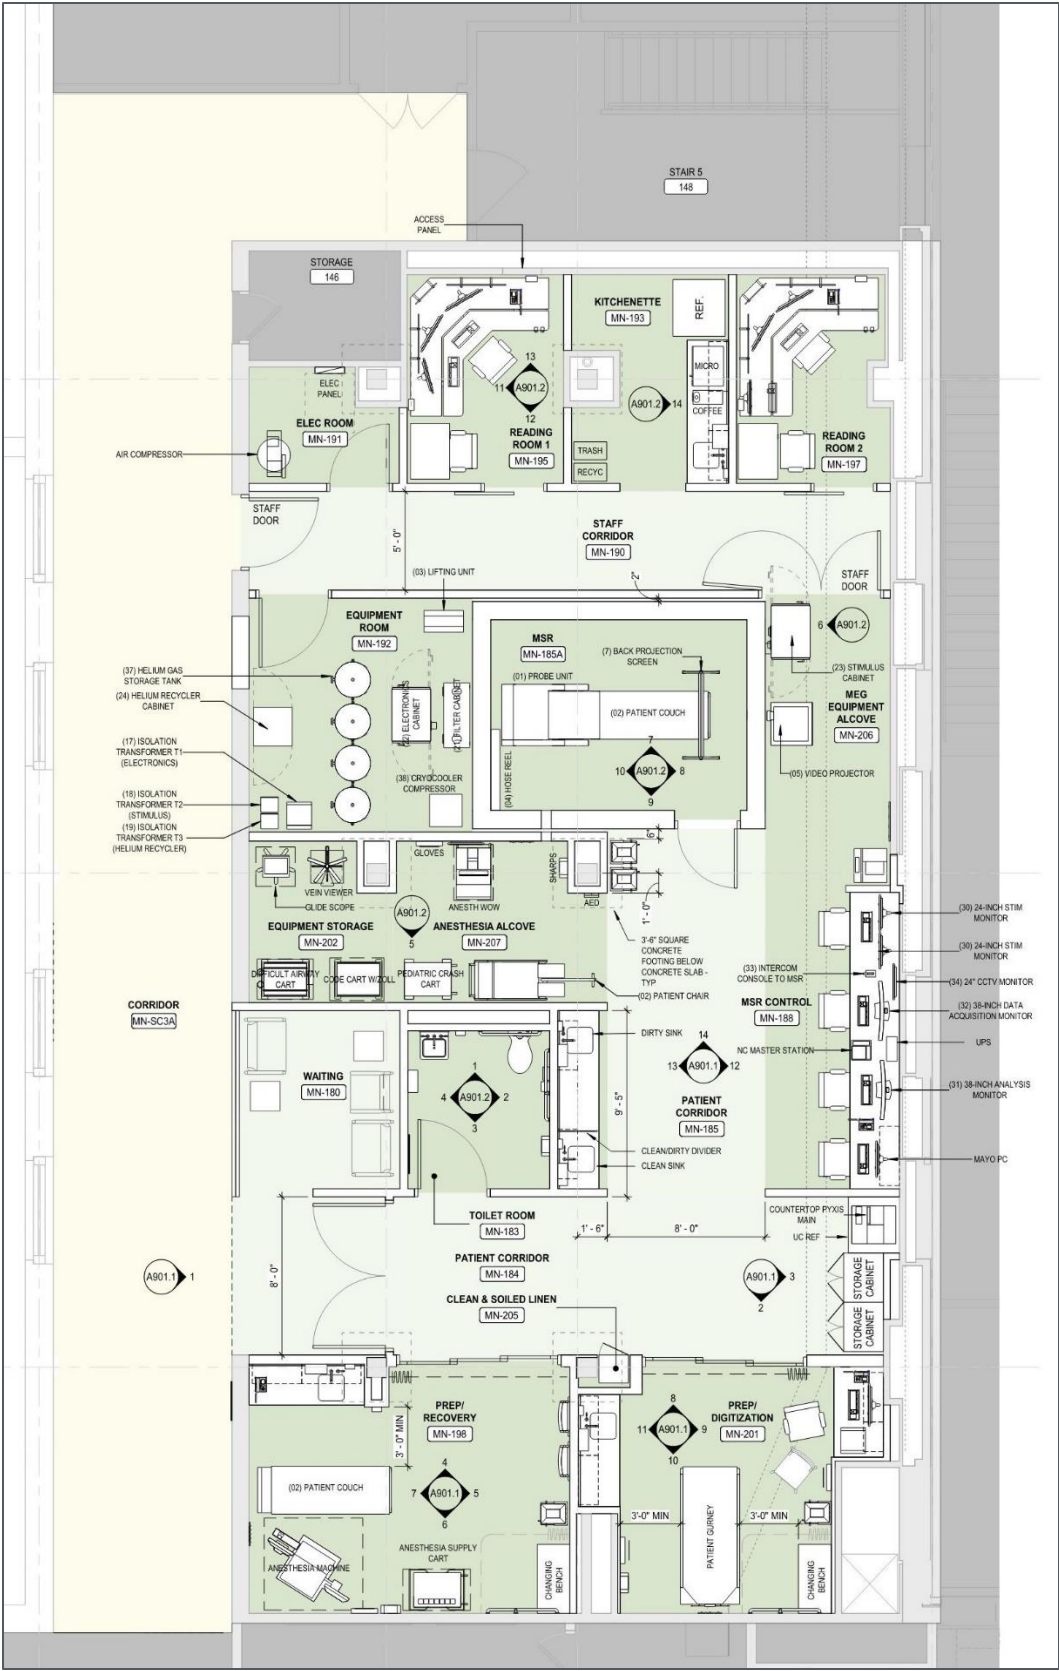 STAIR 5
148
ACCESS
PANEL
STORAGE
146
KITCHENETTE
MN-193
REF.
MICRO
COFFEE
TRASH
RECYC
13
11
A901.2
12
READING
ROOM 1
MN-195
A901.2
14
READING
ROOM 2
MN-197
ELEC
PANEL
ELEC ROOM
MN-191
AIR COMPRESSOR
STAFF
DOOR
5' - 0"
STAFF
CORRIDOR
MN-190
STAFF
DOOR
(03) LIFTING UNIT
2"
EQUIPMENT
ROOM
MN-192
MSR
MN-185A
(7) BACK PROJECTION
SCREEN
(01) PROBE UNIT
(02) PATIENT COUCH
6
A901.2
(23) STIMULUS
CABINET
MEG
EQUIPMENT
ALCOVE
MN-206
(05) VIDEO PROJECTOR
(37) HELIUM GAS
STORAGE TANK
(24) HELIUM RECYCLER
CABINET
(17) ISOLATION
TRANSFORMER T1
(ELECTRONICS)
(18) ISOLATION
TRANSFORMER T2
(STIMULUS)
(19) ISOLATION
TRANSFORMER T3
(HELIUM RECYCLER)
(22) ELECTRONICS
CABINET
(21) FILTER CABINET
(38) CRYOCOOLER
COMPRESSOR
(04) HOSE REEL
7
10
A901.2
8
9
6"
GLOVES
SHARPS
VEIN VIEWER
GLIDE SCOPE
ANESTH WOW
AED
1' - 0"
A901.2
5
EQUIPMENT STORAGE
MN-202
ANESTHESIA ALCOVE
MN-207
DIFFICULT AIRWAY
CART
CODE CART W/ZOLL
PEDIATRIC CRASH
CART
3'-6" SQUARE
CONCRETE
FOOTING BELOW
CONCRETE SLAB -
TYP
(02) PATIENT CHAIR
(30) 24-INCH STIM
MONITOR
(30) 24-INCH STIM
MONITOR
(33) INTERCOM
CONSOLE TO MSR
(34) 24" CCTV MONITOR
MSR CONTROL
MN-188
(32) 38-INCH DATA
ACQUISITION MONITOR
NC MASTER STATION
UPS
(31) 38-INCH ANALYSIS
MONITOR
MAYO PC
CORRIDOR
MN-SC3A
WAITING
MN-180
1
4
A901.2
2
3
DIRTY SINK
14
13
A901.1
12
9' - 5"
PATIENT
CORRIDOR
MN-185
CLEAN/DIRTY DIVIDER
CLEAN SINK
TOILET ROOM
MN-183
1' - 6"
8' - 0"
COUNTERTOP PYXIS
MAIN
UC REF
A901.1
1
8' - 0"
PATIENT CORRIDOR
MN-184
A901.1
3
2
STORAGE
CABINET
STORAGE
CABINET
CLEAN & SOILED LINEN
MN-205
PREP/
RECOVERY
MN-198
3' - 0" MIN
4
7
A901.1
5
6
(02) PATIENT COUCH
ANESTHESIA MACHINE
ANESTHESIA SUPPLY
CART
CHANGING
BENCH
PREP/
DIGITIZATION
MN-201
8
11
A901.1
9
10
3'-0" MIN
3'-0" MIN
PATIENT GURNEY
CHANGING
BENCH